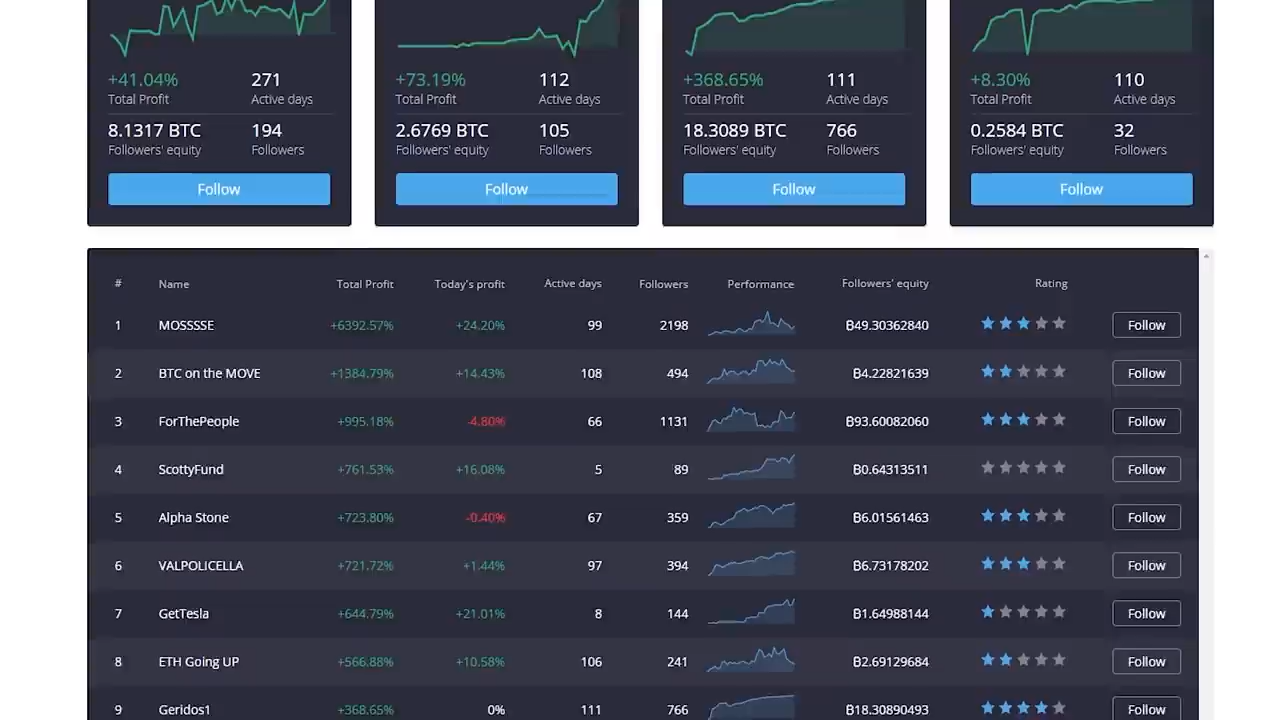 +41.04% 271 +73.19% 112 +368.65% 111 +8.30% 110
Total Profit Active days Total Profit Active days Total Profit Active days Total Profit Active days
8.1317 BTC 194 2.6769 BTC 105 18.3089 BTC 766 0.2584 BTC 32
Followers' equity Followers Followers' equity Followers Followers' equity Followers Followers' equity Followers
Follow Follow Follow Follow
# Name Total Profit Today's profit Active days Followers Performance Followers' equity Rating
1 MOSSSSE +6392.57% +24.20% 99 2198 Ƀ49.30362840 Follow
2 BTC on the MOVE +1384.79% +14.43% 108 494 Ƀ4.22821639 Follow
3 ForThePeople +995.18% -4.80% 66 1131 Ƀ93.60082060 Follow
4 ScottyFund +761.53% +16.08% 5 89 Ƀ0.64313511 Follow
5 Alpha Stone +723.80% -0.40% 67 359 Ƀ6.01561463 Follow
6 VALPOLICELLA +721.72% +1.44% 97 394 Ƀ6.73178202 Follow
7 GetTesla +644.79% +21.01% 8 144 Ƀ1.64988144 Follow
8 ETH Going UP +566.88% +10.58% 106 241 Ƀ2.69129684 Follow
9 Geridos1 +368.65% 0% 111 766 Ƀ18.30890493 Follow